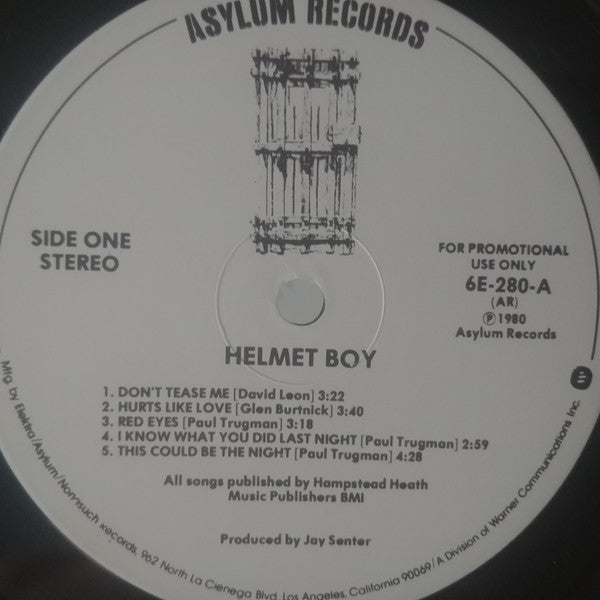 ASYLUM RECORDS
SIDE ONE
STEREO
FOR PROMOTIONAL
USE ONLY
6E-280-A
(AR)
Ⓟ 1980
Asylum Records
HELMET BOY
1. DON'T TEASE ME [David Leon] 3:22
2. HURTS LIKE LOVE [Glen Burtnick] 3:40
3. RED EYES [Paul Trugman] 3:18
4. I KNOW WHAT YOU DID LAST NIGHT [Paul Trugman] 2:59
5. THIS COULD BE THE NIGHT [Paul Trugman] 4:28
All songs published by Hampstead Heath
Music Publishers BMI
Produced by Jay Senter
Mfg. by Elektra/Asylum/Nonesuch Records, 962 North La Cienega Blvd., Los Angeles, California 90069/A Division of Warner Communications Inc.